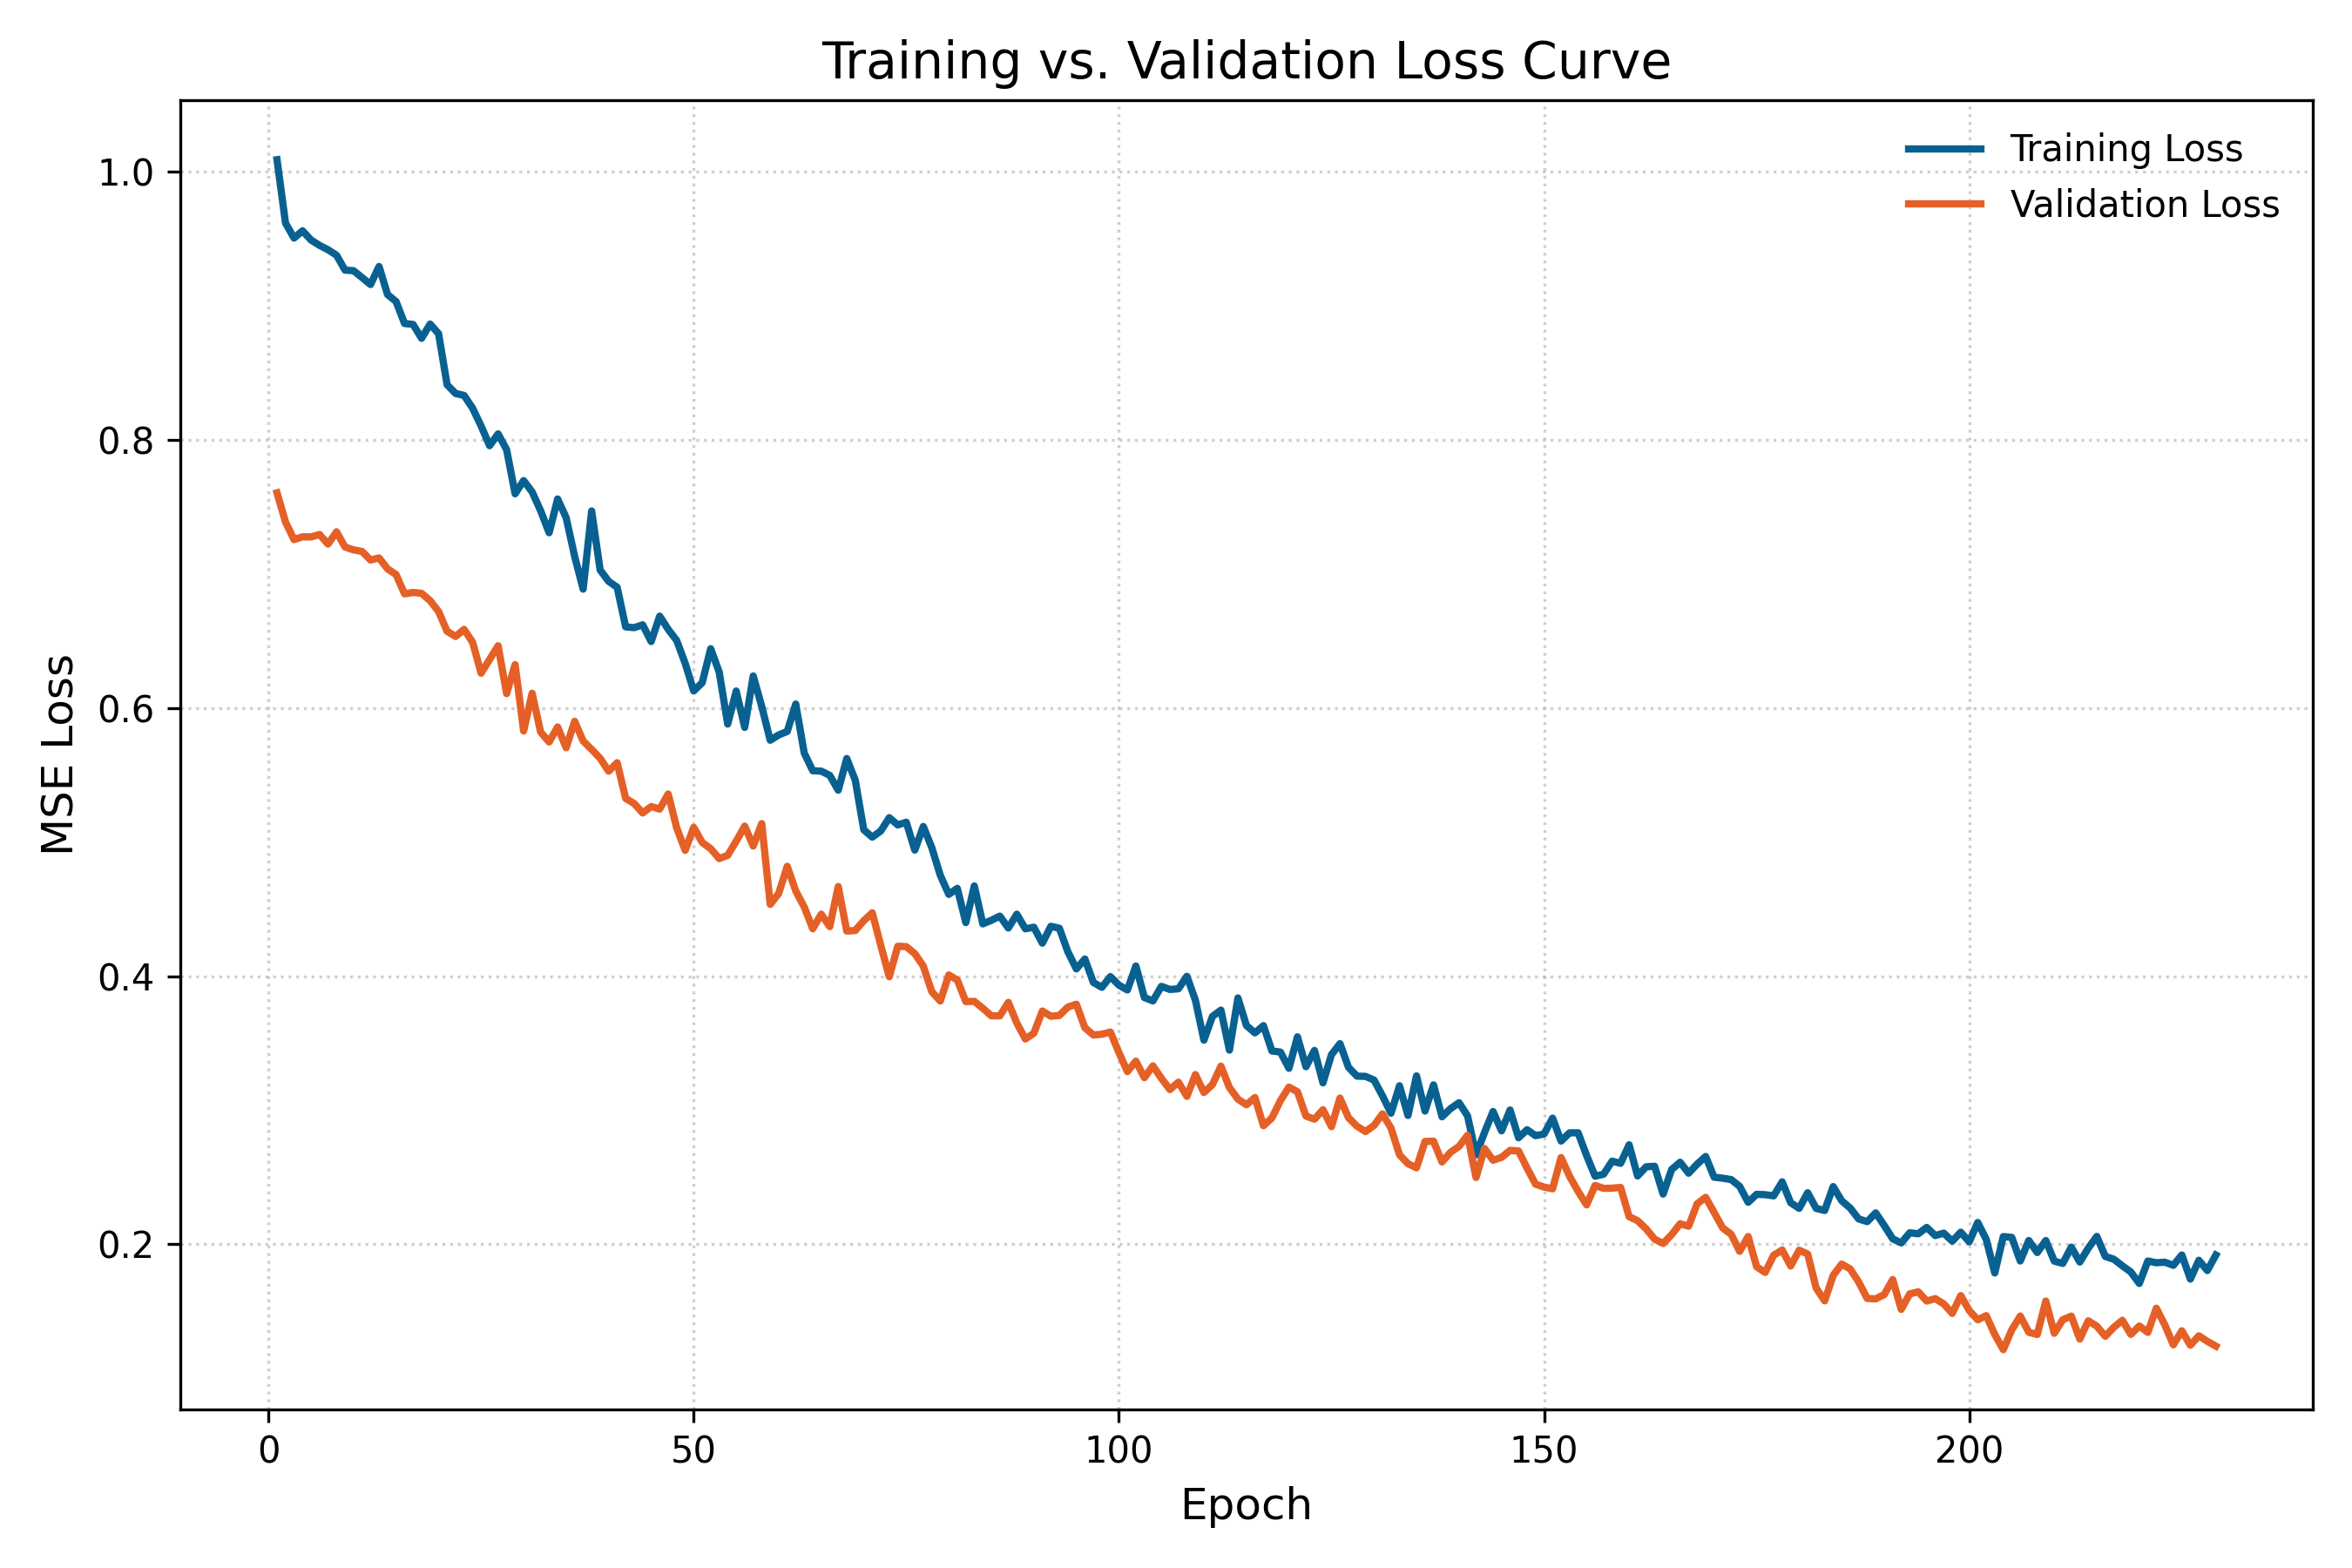 Training vs. Validation Loss Curve
Training Loss
Validation Loss
1.0
0.8
0.6
0.4
0.2
MSE Loss
0
50
100
150
200
Epoch